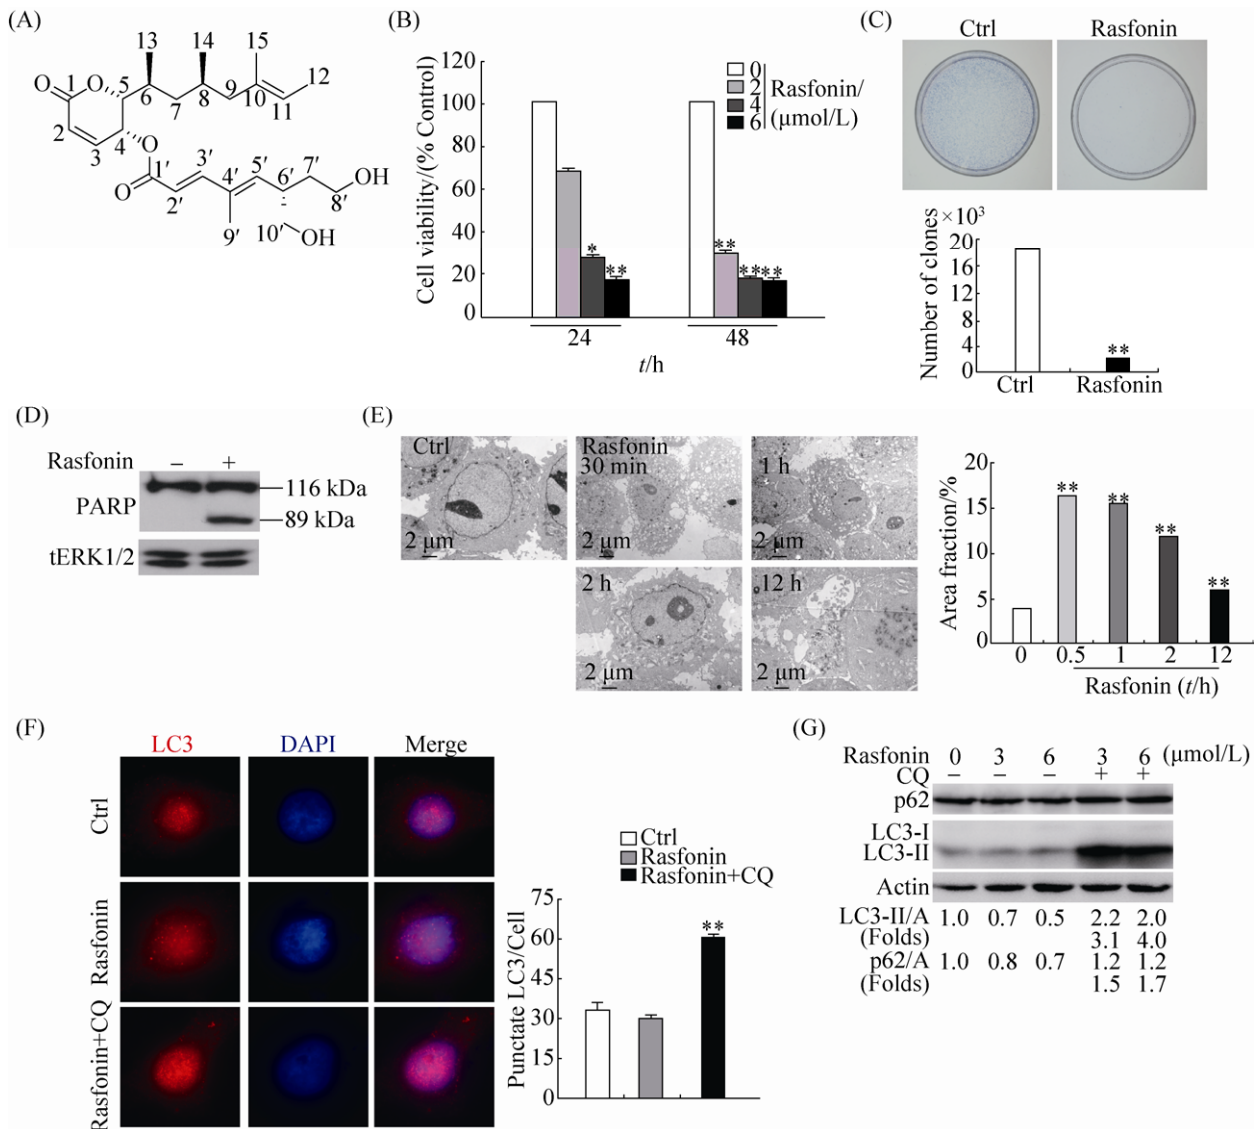 (A)
13 14 15
12
O 1 O 5 6 7 8 9 10 11
2 3 4
O
O 1′ 2′ 3′ 4′ 5′ 6′ 7′ 8′ OH
9′ 10′ OH
(B)
Cell viability/(% Control)
120
100
80
60
40
20
0
0
2
4
6
Rasfonin/
(μmol/L)
* **
** ** **
24 48
t/h
(C)
Ctrl Rasfonin
Number of clones
×10³
20
16
12
8
4
0
**
Ctrl Rasfonin
(D)
Rasfonin − +
PARP
116 kDa
89 kDa
tERK1/2
(E)
Ctrl
2 μm
Rasfonin
30 min
2 μm
1 h
2 μm
2 h
2 μm
12 h
2 μm
Area fraction/%
20
15
10
5
0
** ** ** **
0 0.5 1 2 12
Rasfonin (t/h)
(F)
LC3 DAPI Merge
Ctrl
Rasfonin
Rasfonin+CQ
Ctrl
Rasfonin
Rasfonin+CQ
Punctate LC3/Cell
75
60
45
30
15
0
**
(G)
Rasfonin 0 3 6 3 6 (μmol/L)
CQ − − − + +
p62
LC3-I
LC3-II
Actin
LC3-II/A 1.0 0.7 0.5 2.2 2.0
(Folds) 3.1 4.0
p62/A 1.0 0.8 0.7 1.2 1.2
(Folds) 1.5 1.7